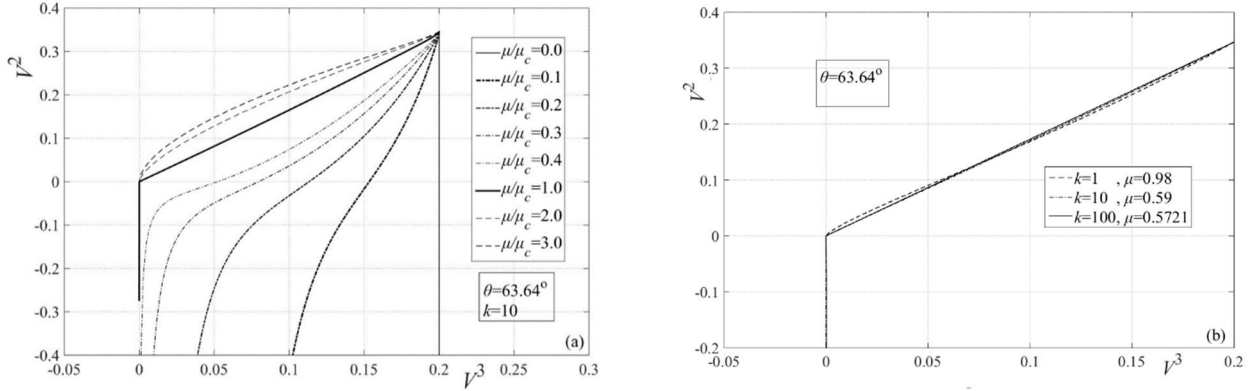 0.4
0.3
0.2
0.1
0
-0.1
-0.2
-0.3
-0.4
V²
-0.05 0 0.05 0.1 0.15 0.2 0.25 0.3
V³
μ/μc=0.0
μ/μc=0.1
μ/μc=0.2
μ/μc=0.3
μ/μc=0.4
μ/μc=1.0
μ/μc=2.0
μ/μc=3.0
θ=63.64º
k=10
(a)
0.4
0.3
0.2
0.1
0
-0.1
-0.2
V²
-0.05 0 0.05 0.1 0.15 0.2
V³
θ=63.64º
k=1 , μ=0.98
k=10 , μ=0.59
k=100, μ=0.5721
(b)